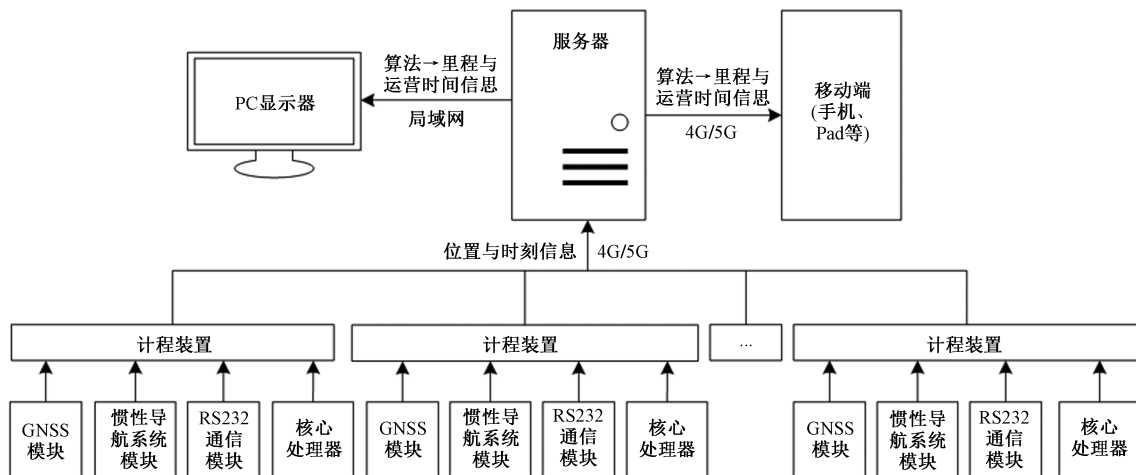 服务器
算法→里程与
运营时间信息
局域网
PC显示器
算法→里程与
运营时间信息
4G/5G
移动端
(手机、
Pad等)
位置与时刻信息
4G/5G
计程装置
计程装置
...
计程装置
GNSS
模块
惯性导
航系统
模块
RS232
通信
模块
核心
处理器
GNSS
模块
惯性导
航系统
模块
RS232
通信
模块
核心
处理器
GNSS
模块
惯性导
航系统
模块
RS232
通信
模块
核心
处理器